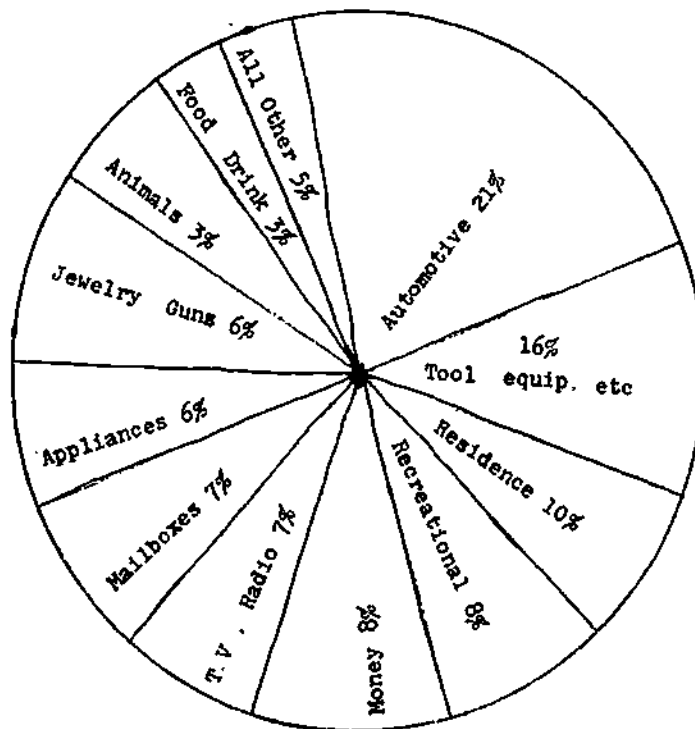 All Other 5%
Automotive 21%
16%
Tool equip. etc
Residence 10%
Recreational 8%
Money 8%
T.V. Radio 7%
Mailboxes 7%
Appliances 6%
Jewelry Guns 6%
Animals 3%
Food Drink 3%